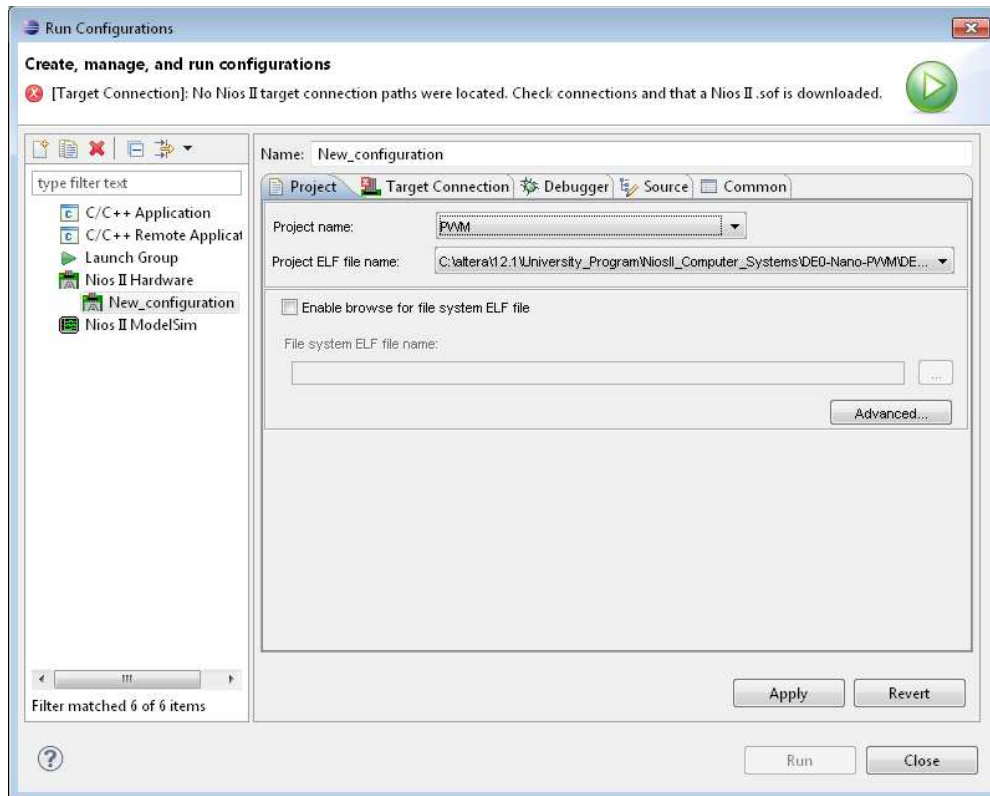 Run Configurations
Create, manage, and run configurations
[Target Connection]: No Nios II target connection paths were located. Check connections and that a Nios II .sof is downloaded.
type filter text
C/C++ Application
C/C++ Remote Applicat
Launch Group
Nios II Hardware
New_configuration
Nios II ModelSim
Filter matched 6 of 6 items
Name: New_configuration
Project Target Connection Debugger Source Common
Project name: PWM
Project ELF file name: C:\altera\12.1\University_Program\NiosII_Computer_Systems\DE0-Nano-PWM\DE...
Enable browse for file system ELF file
File system ELF file name:
...
Advanced...
Apply Revert
?
Run Close